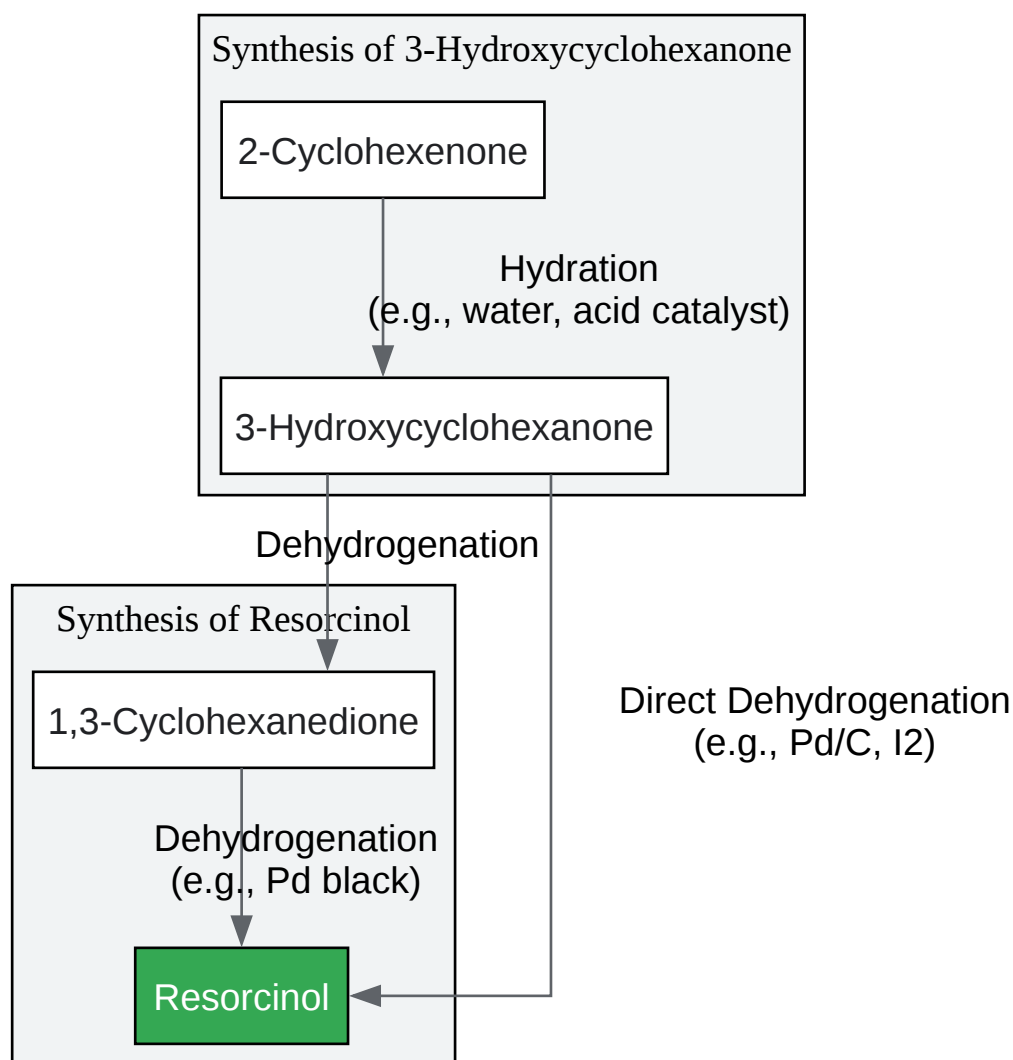 Synthesis of 3-Hydroxycyclohexanone
2-Cyclohexenone
Hydration
(e.g., water, acid catalyst)
3-Hydroxycyclohexanone
Dehydrogenation
Synthesis of Resorcinol
1,3-Cyclohexanedione
Direct Dehydrogenation
(e.g., Pd/C, I2)
Dehydrogenation
(e.g., Pd black)
Resorcinol